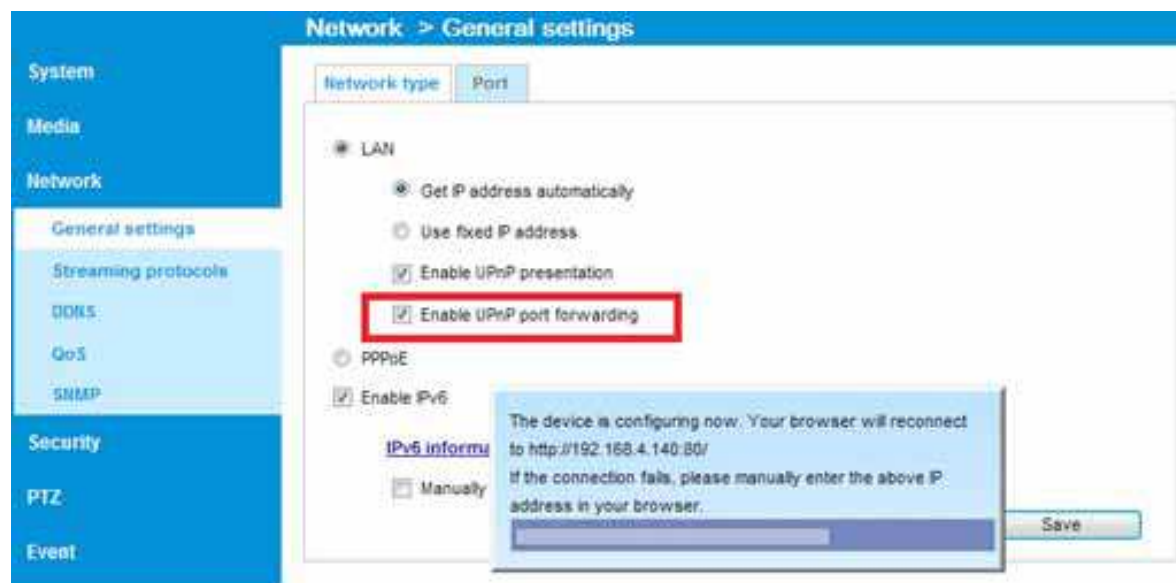 Network > General settings
System
Media
Network
General settings
Streaming protocols
DDNS
QoS
SNMP
Security
PTZ
Event
Network type
Port
LAN
Get IP address automatically
Use fixed IP address
Enable UPnP presentation
Enable UPnP port forwarding
PPPoE
Enable IPv6
IPv6 informa
Manually
The device is configuring now. Your browser will reconnect
to http://192.168.4.140:80/
If the connection fails, please manually enter the above IP
address in your browser.
Save